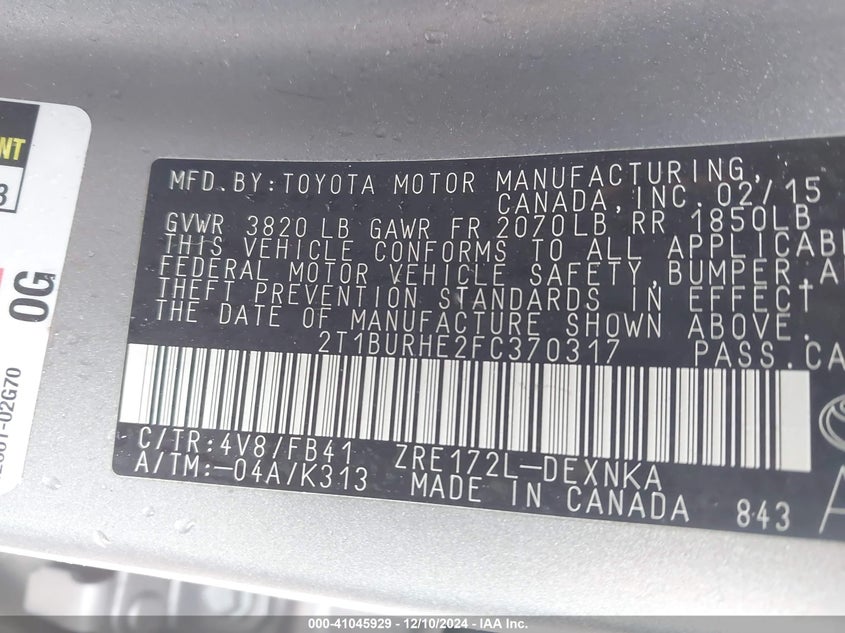 MFD.BY:TOYOTA MOTOR MANUFACTURING,
CANADA, INC. 02/15
GVWR 3820 LB GAWR FR 2070LB RR 1850LB
THIS VEHICLE CONFORMS TO ALL APPLICABL
FEDERAL MOTOR VEHICLE SAFETY, BUMPER, A
THEFT PREVENTION STANDARDS IN EFFECT
THE DATE OF MANUFACTURE SHOWN ABOVE.
2T1BURHE2FC370317 PASS.CA
C/TR:4V8/FB41 ZRE172L-DEXNKA
A/TM:-04A/K313 MADE IN CANADA 843
NT
3
OG
-02G70
000-41045929 / 12/10/2024 - IAA Inc.